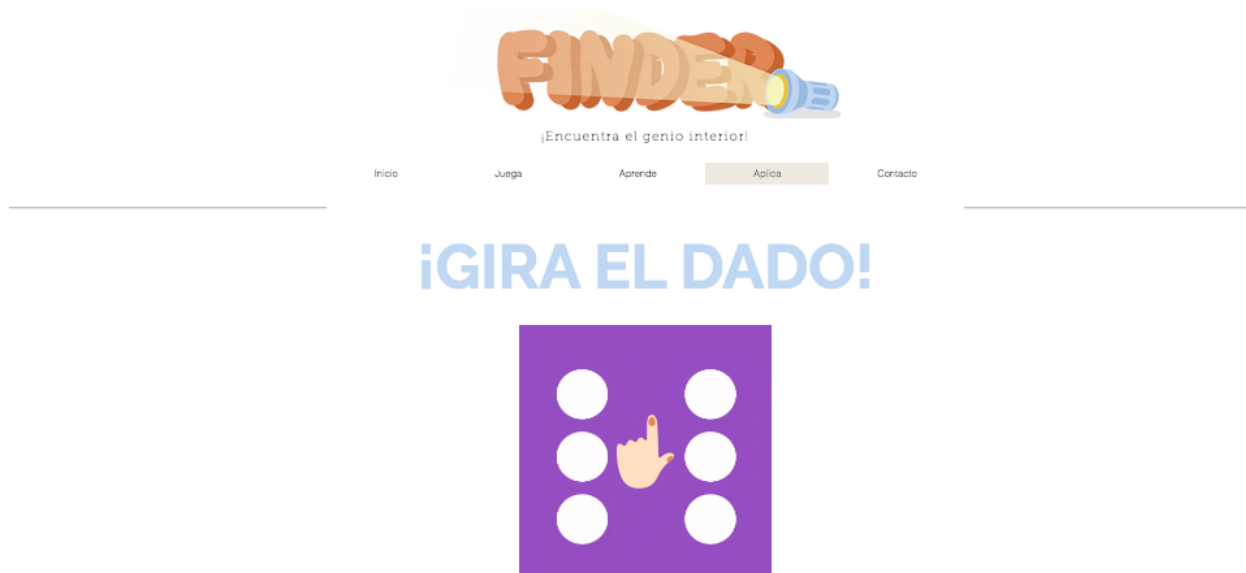 FINDER
¡Encuentra el genio interior!
Inicio Juega Aprende Aplica Contacto
¡GIRA EL DADO!